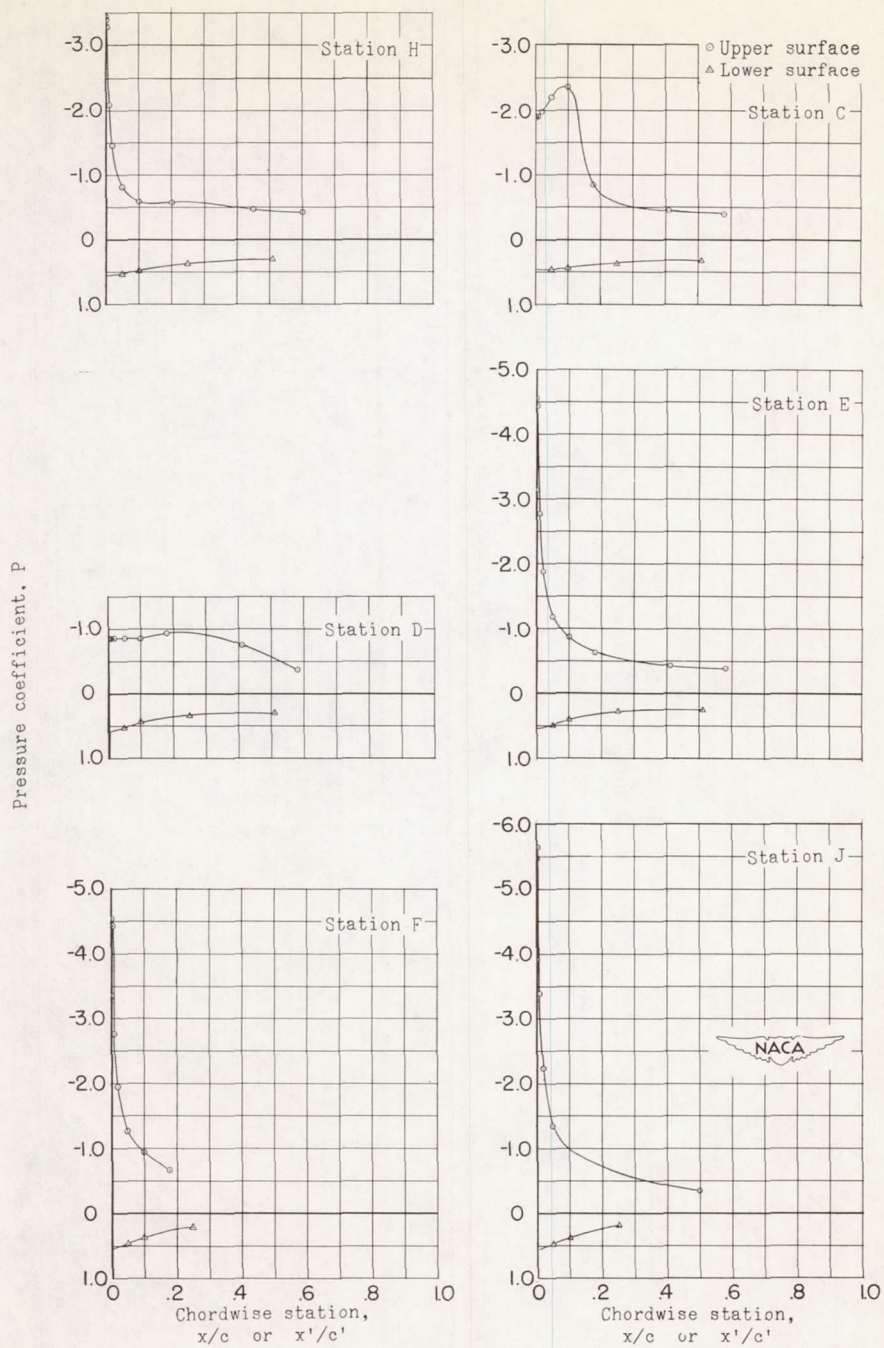 Pressure coefficient, P
Station H
-3.0
-2.0
-1.0
0
1.0
Upper surface
Lower surface
Station C
-3.0
-2.0
-1.0
0
1.0
Station E
-5.0
-4.0
-3.0
-2.0
-1.0
0
1.0
Station D
-1.0
0
1.0
Station F
-5.0
-4.0
-3.0
-2.0
-1.0
0
1.0
0 .2 .4 .6 .8 1.0
Chordwise station,
x/c or x'/c'
Station J
-6.0
-5.0
-4.0
-3.0
-2.0
-1.0
0
1.0
NACA
0 .2 .4 .6 .8 1.0
Chordwise station,
x/c or x'/c'